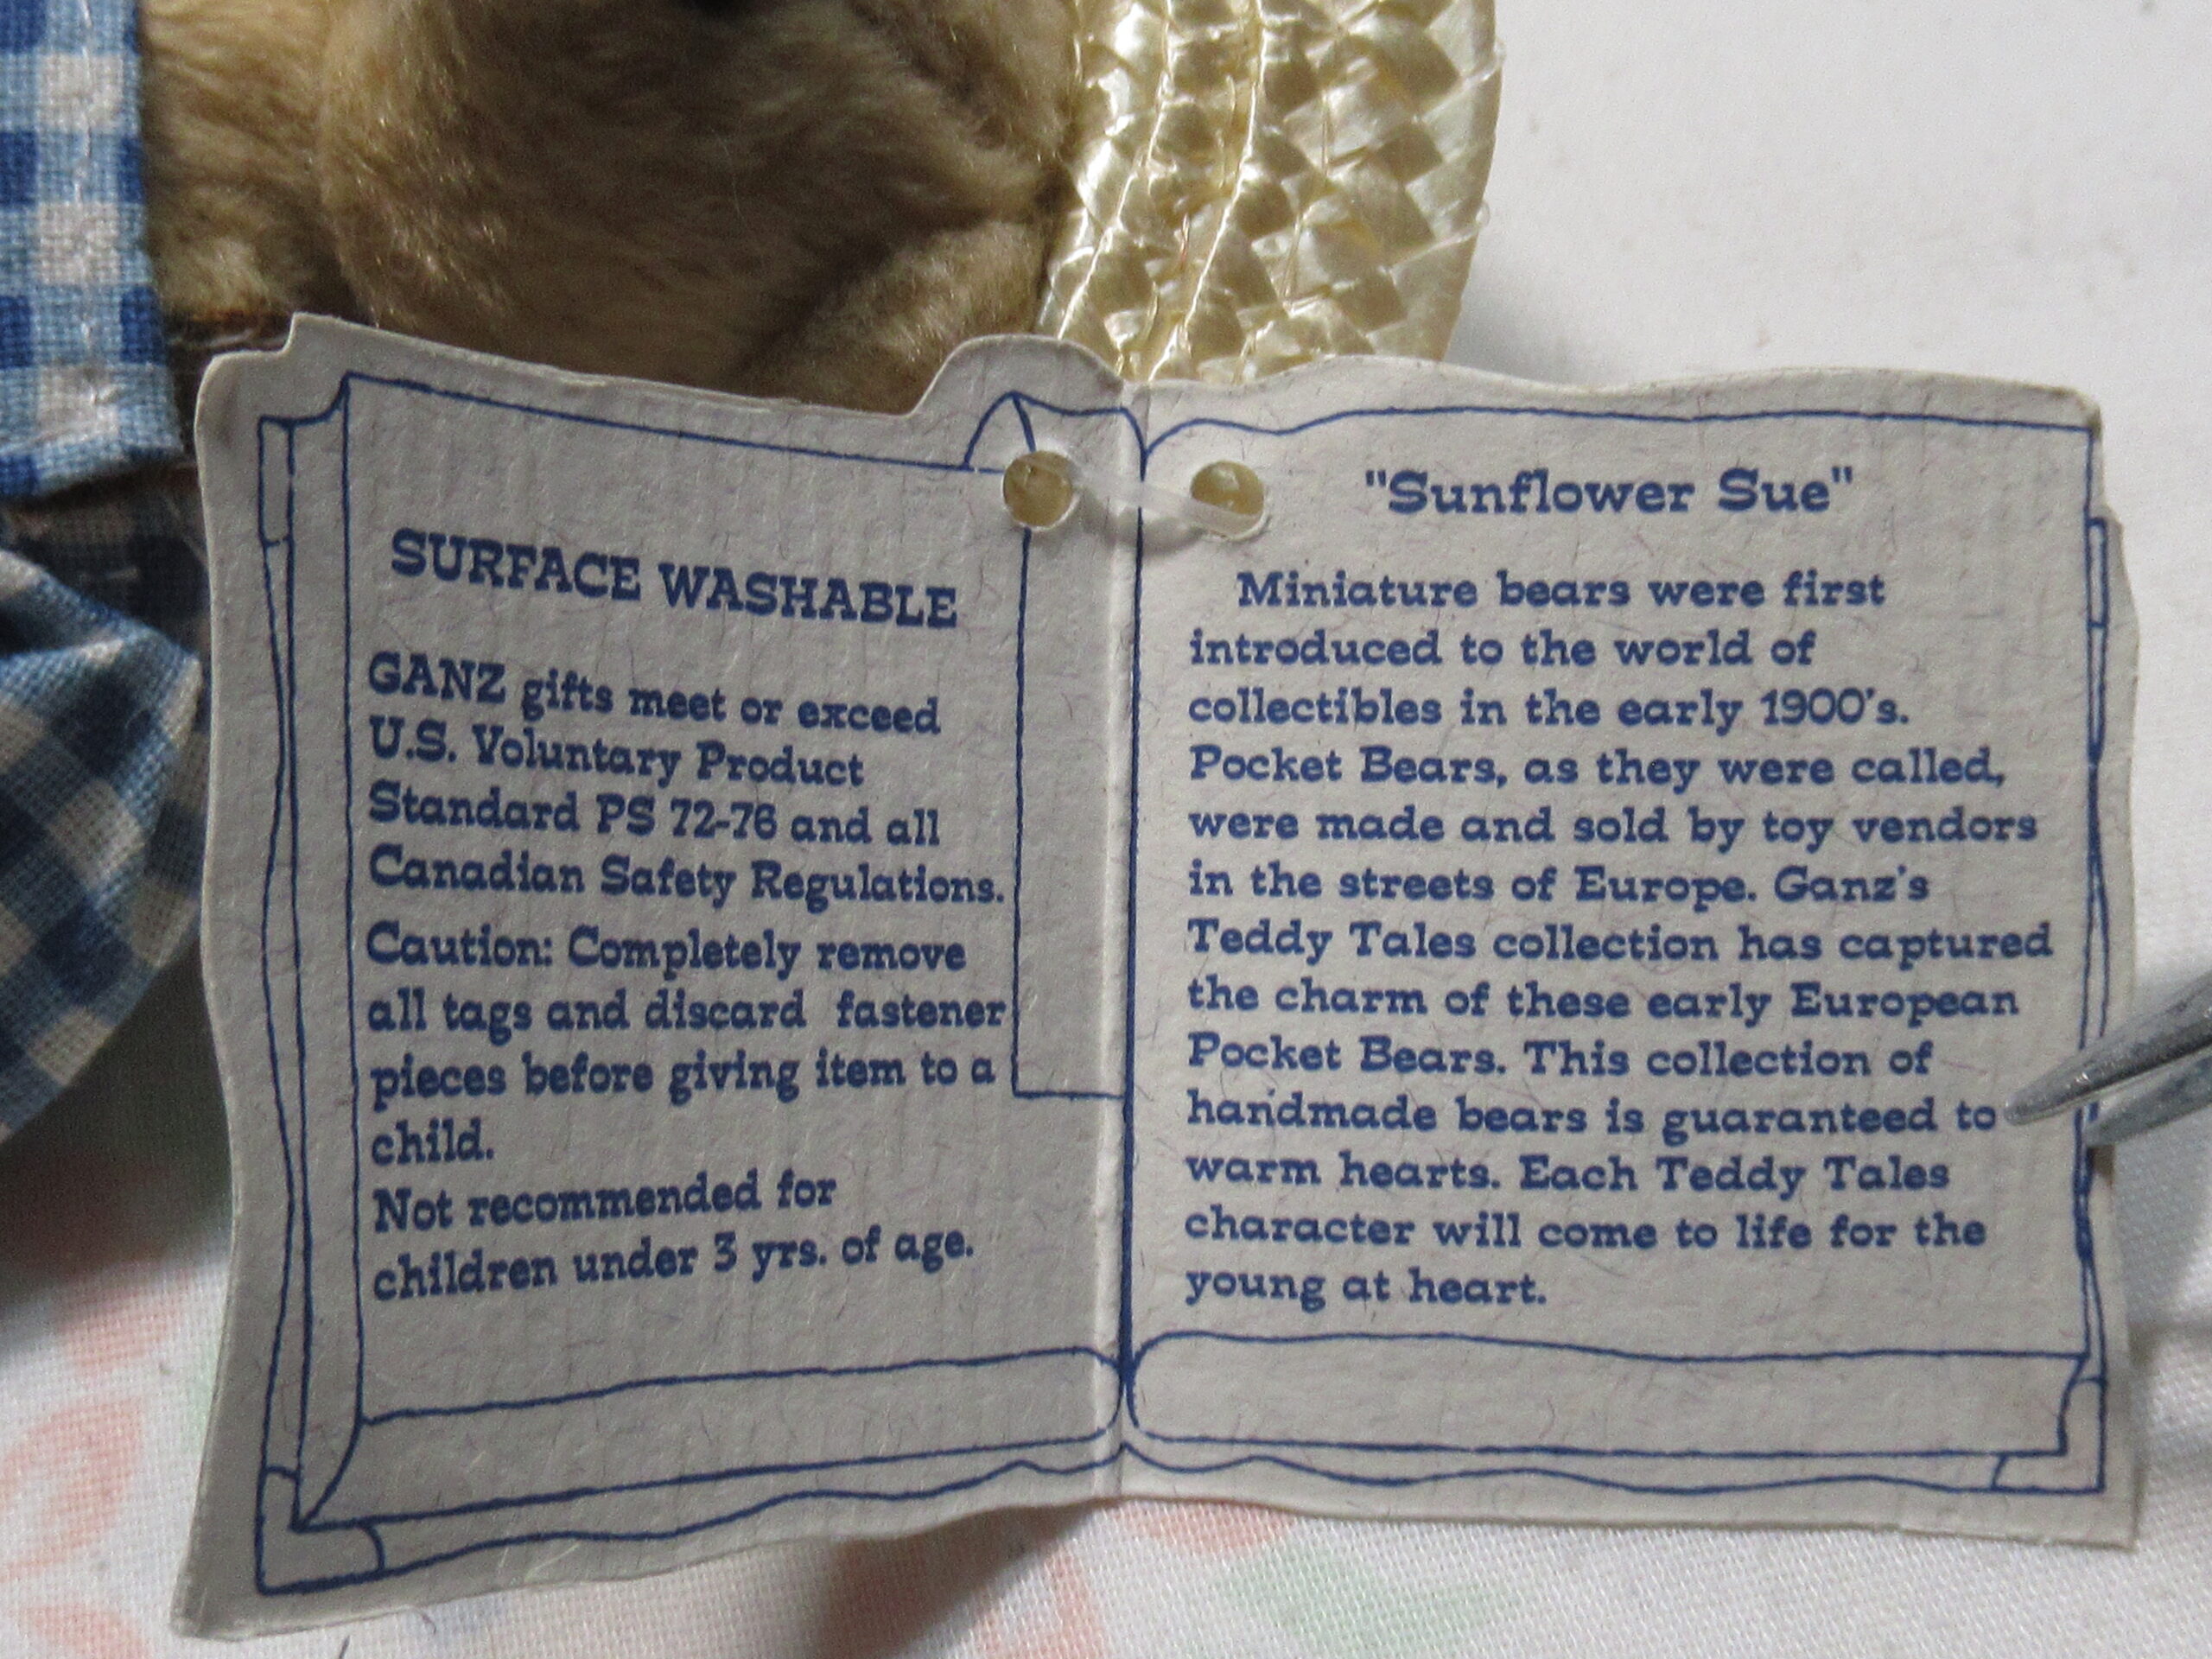 SURFACE WASHABLE
GANZ gifts meet or exceed
U.S. Voluntary Product
Standard PS 72-76 and all
Canadian Safety Regulations.
Caution: Completely remove
all tags and discard fastener
pieces before giving item to a
child.
Not recommended for
children under 3 yrs. of age.
"Sunflower Sue"
Miniature bears were first
introduced to the world of
collectibles in the early 1900's.
Pocket Bears, as they were called,
were made and sold by toy vendors
in the streets of Europe. Ganz's
Teddy Tales collection has captured
the charm of these early European
Pocket Bears. This collection of
handmade bears is guaranteed to
warm hearts. Each Teddy Tales
character will come to life for the
young at heart.